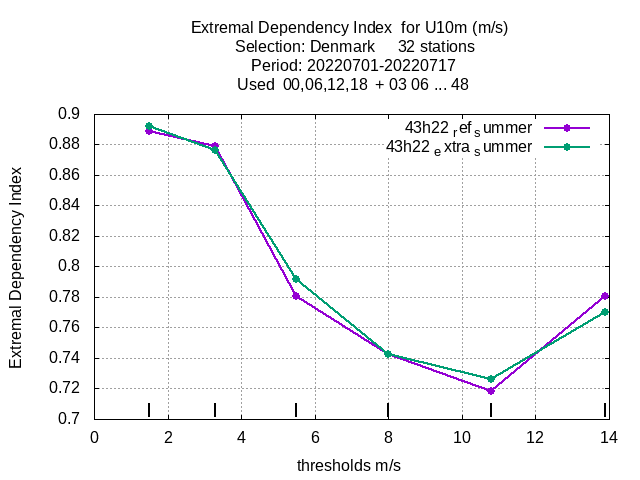 Extremal Dependency Index for U10m (m/s)
Selection: Denmark 32 stations
Period: 20220701-20220717
Used 00,06,12,18 + 03 06 ... 48
43h22 ref summer
43h22 extra summer
Extremal Dependency Index
0.9
0.88
0.86
0.84
0.82
0.8
0.78
0.76
0.74
0.72
0.7
0 2 4 6 8 10 12 14
thresholds m/s